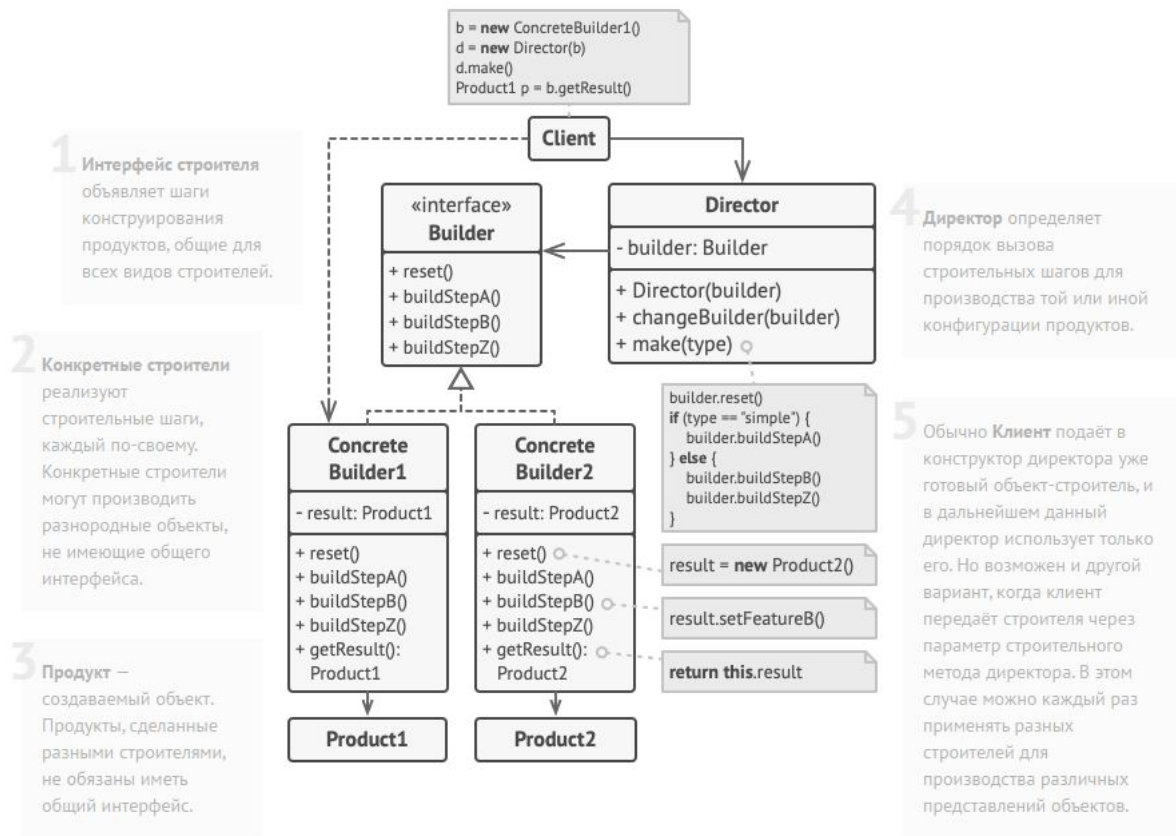 b = new ConcreteBuilder1()
d = new Director(b)
d.make()
Product1 p = b.getResult()
Client
1
Интерфейс строителя
объявляет шаги
конструирования
продуктов, общие для
всех видов строителей.
«interface»
Builder
+ reset()
+ buildStepA()
+ buildStepB()
+ buildStepZ()
Director
- builder: Builder
+ Director(builder)
+ changeBuilder(builder)
+ make(type)
4
Директор определяет
порядок вызова
строительных шагов для
производства той или иной
конфигурации продуктов.
2
Конкретные строители
реализуют
строительные шаги,
каждый по-своему.
Конкретные строители
могут производить
разнородные объекты,
не имеющие общего
интерфейса.
builder.reset()
if (type == "simple") {
builder.buildStepA()
} else {
builder.buildStepB()
builder.buildStepZ()
}
Concrete
Builder1
- result: Product1
+ reset()
+ buildStepA()
+ buildStepB()
+ buildStepZ()
+ getResult():
Product1
Concrete
Builder2
- result: Product2
+ reset()
+ buildStepA()
+ buildStepB()
+ buildStepZ()
+ getResult():
Product2
result = new Product2()
result.setFeatureB()
return this.result
5
Обычно Клиент подаёт в
конструктор директора уже
готовый объект-строитель, и
в дальнейшем данный
директор использует только
его. Но возможен и другой
вариант, когда клиент
передаёт строителя через
параметр строительного
метода директора. В этом
случае можно каждый раз
применять разных
строителей для
производства различных
представлений объектов.
3
Продукт —
создаваемый объект.
Продукты, сделанные
разными строителями,
не обязаны иметь
общий интерфейс.
Product1
Product2